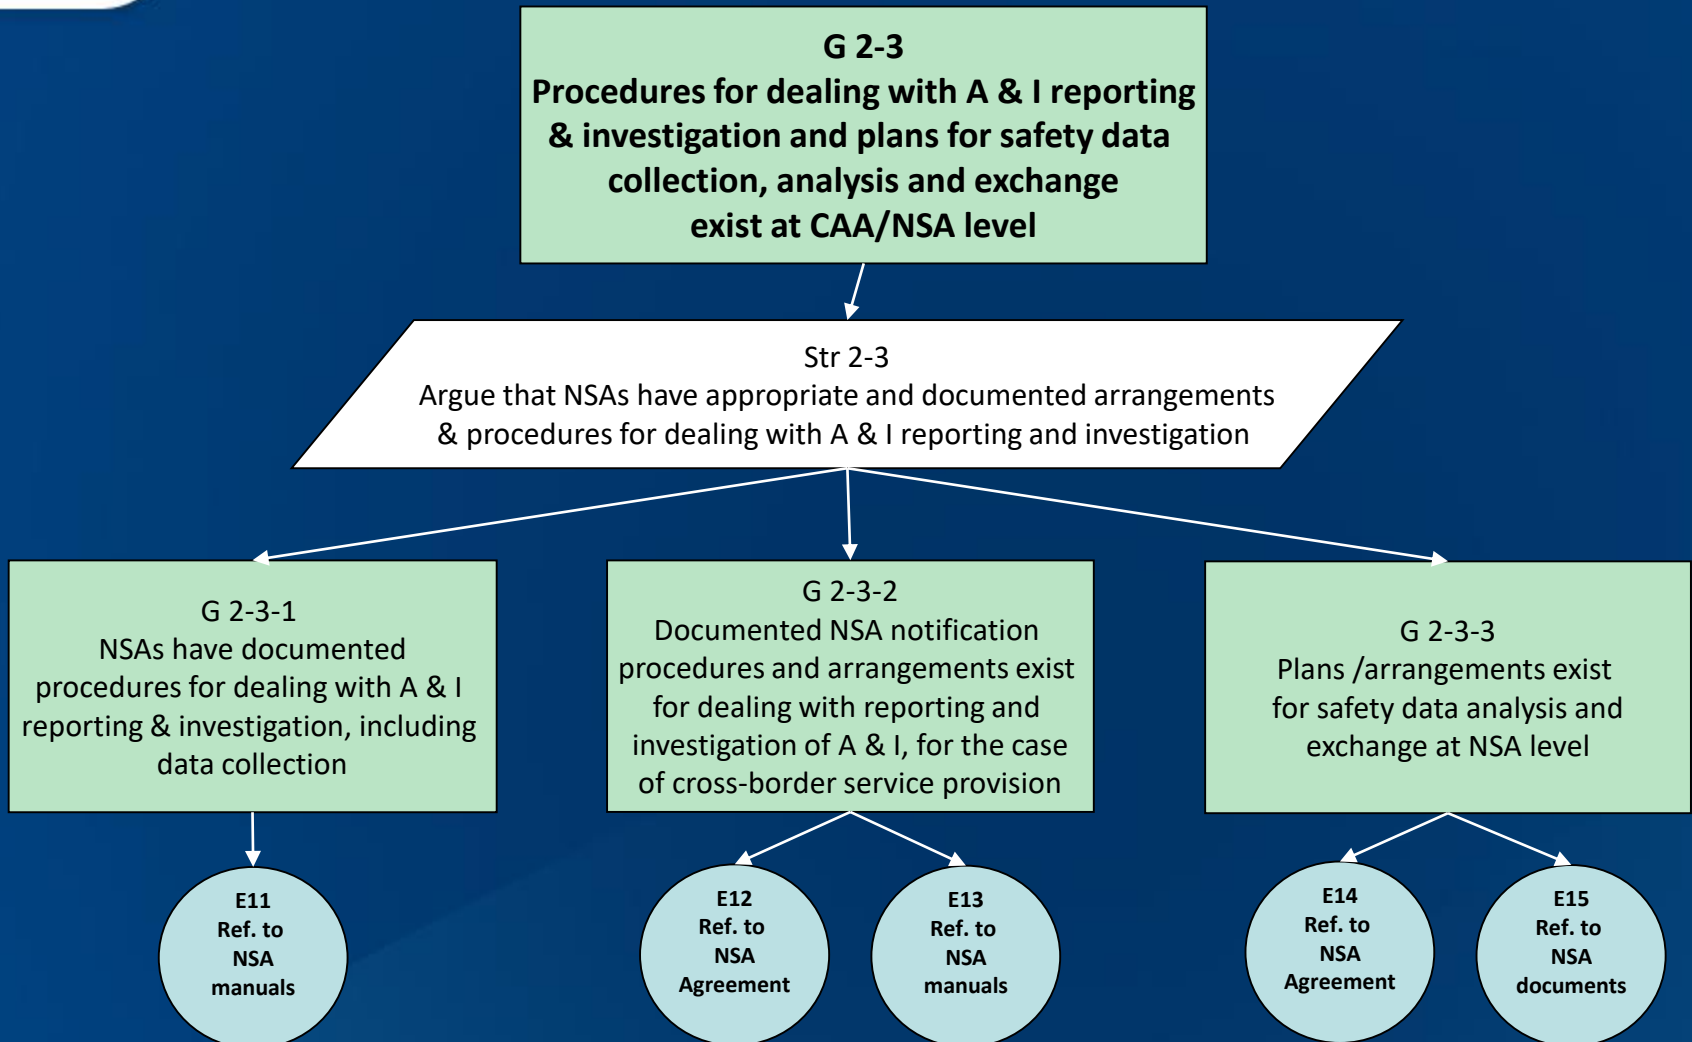 G 2-3
Procedures for dealing with A & I reporting
& investigation and plans for safety data
collection, analysis and exchange
exist at CAA/NSA level
Str 2-3
Argue that NSAs have appropriate and documented arrangements
& procedures for dealing with A & I reporting and investigation
G 2-3-1
NSAs have documented
procedures for dealing with A & I
reporting & investigation, including
data collection
G 2-3-2
Documented NSA notification
procedures and arrangements exist
for dealing with reporting and
investigation of A & I, for the case
of cross-border service provision
G 2-3-3
Plans /arrangements exist
for safety data analysis and
exchange at NSA level
E11
Ref. to
NSA
manuals
E12
Ref. to
NSA
Agreement
E13
Ref. to
NSA
manuals
E14
Ref. to
NSA
Agreement
E15
Ref. to
NSA
documents